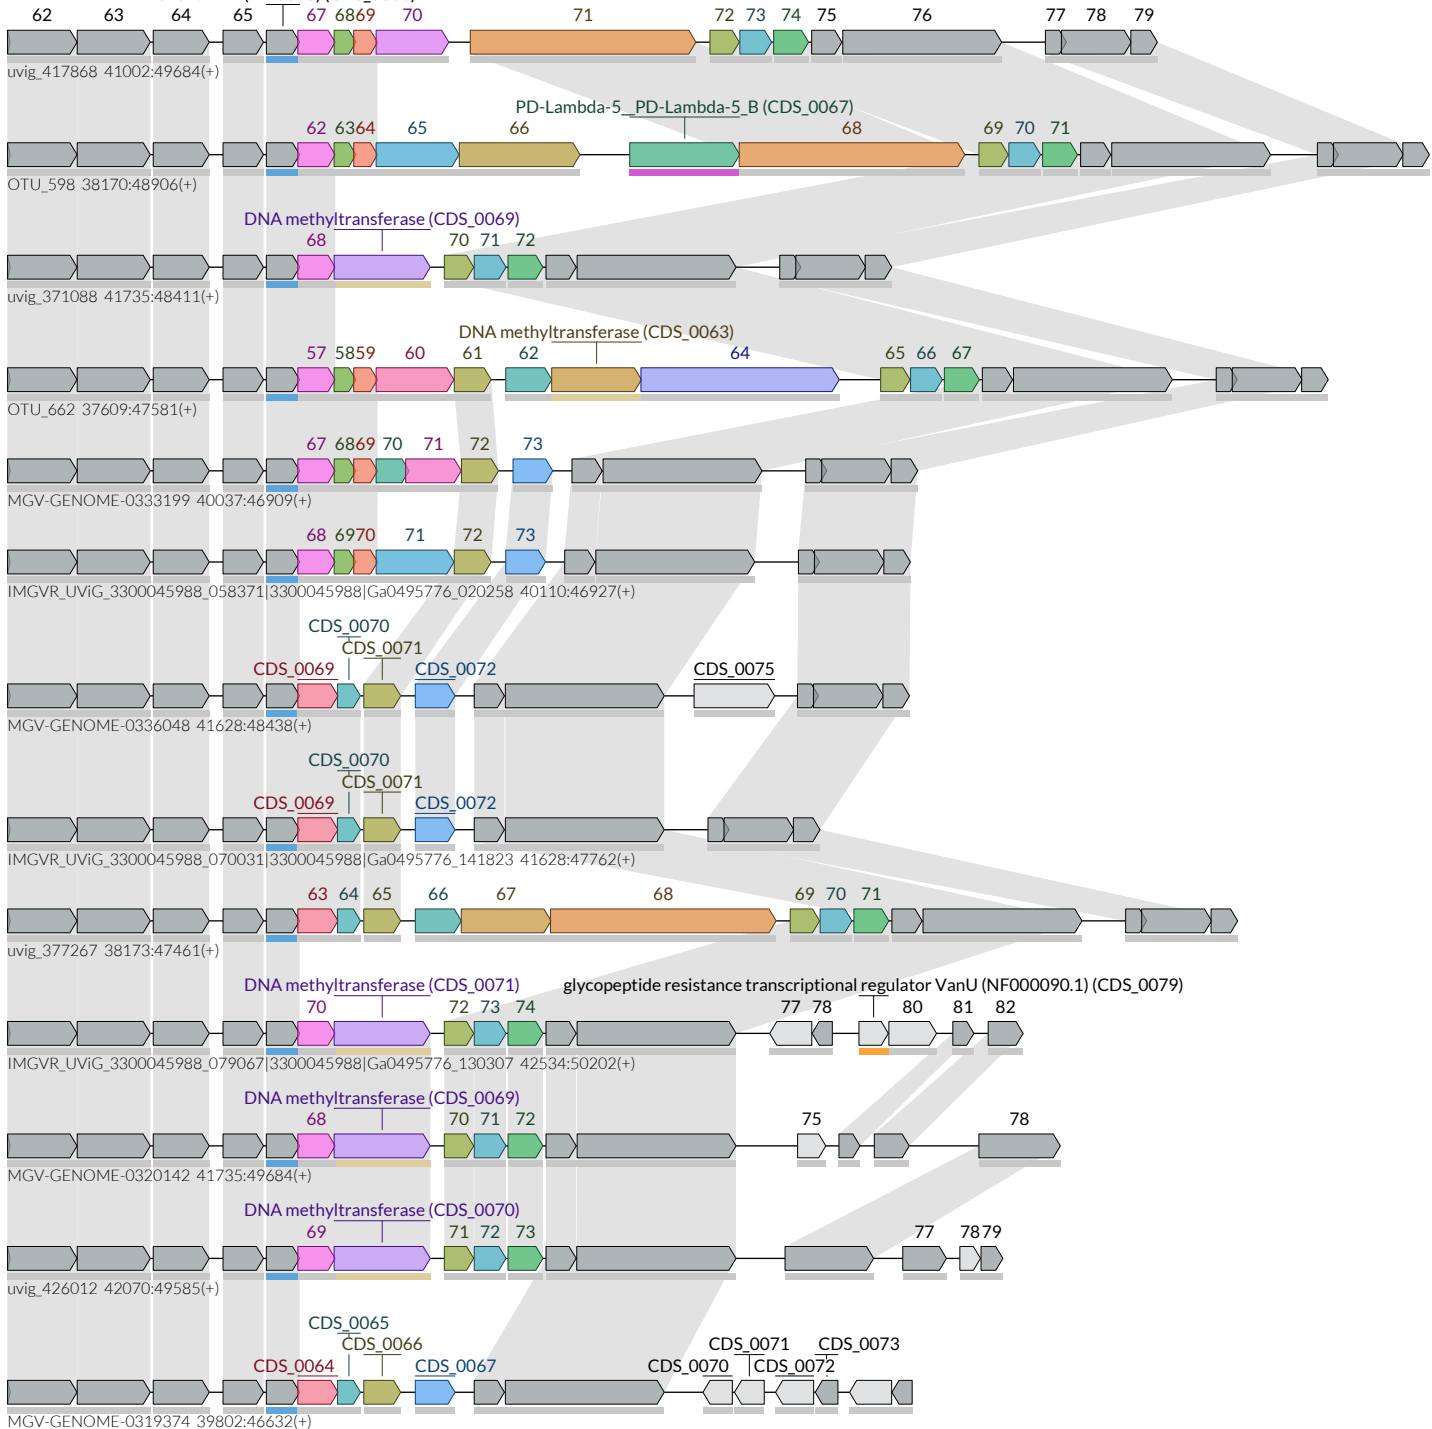 62 63 64 65 67 68 69 70 71 72 73 74 75 76 77 78 79
uvig_417868 41002:49684(+)
PD-Lambda-5__PD-Lambda-5_B (CDS_0067)
62 63 64 65 66 68 69 70 71
OTU_598 38170:48906(+)
DNA methyltransferase (CDS_0069)
68 70 71 72
uvig_371088 41735:48411(+)
DNA methyltransferase (CDS_0063)
57 58 59 60 61 62 64 65 66 67
OTU_662 37609:47581(+)
67 68 69 70 71 72 73
MGV-GENOME-0333199 40037:46909(+)
68 69 70 71 72 73
IMGVR_UViG_3300045988_058371|3300045988|Ga0495776_020258 40110:46927(+)
CDS_0070
CDS_0071
CDS_0069 CDS_0072 CDS_0075
MGV-GENOME-0336048 41628:48438(+)
CDS_0070
CDS_0071
CDS_0069 CDS_0072
IMGVR_UViG_3300045988_070031|3300045988|Ga0495776_141823 41628:47762(+)
63 64 65 66 67 68 69 70 71
uvig_377267 38173:47461(+)
DNA methyltransferase (CDS_0071) glycopeptide resistance transcriptional regulator VanU (NF000090.1) (CDS_0079)
70 72 73 74 77 78 80 81 82
IMGVR_UViG_3300045988_079067|3300045988|Ga0495776_130307 42534:50202(+)
DNA methyltransferase (CDS_0069)
68 70 71 72 75 78
MGV-GENOME-0320142 41735:49684(+)
DNA methyltransferase (CDS_0070)
69 71 72 73 77 78 79
uvig_426012 42070:49585(+)
CDS_0065
CDS_0066 CDS_0071 CDS_0073
CDS_0064 CDS_0067 CDS_0070 CDS_0072
MGV-GENOME-0319374 39802:46632(+)